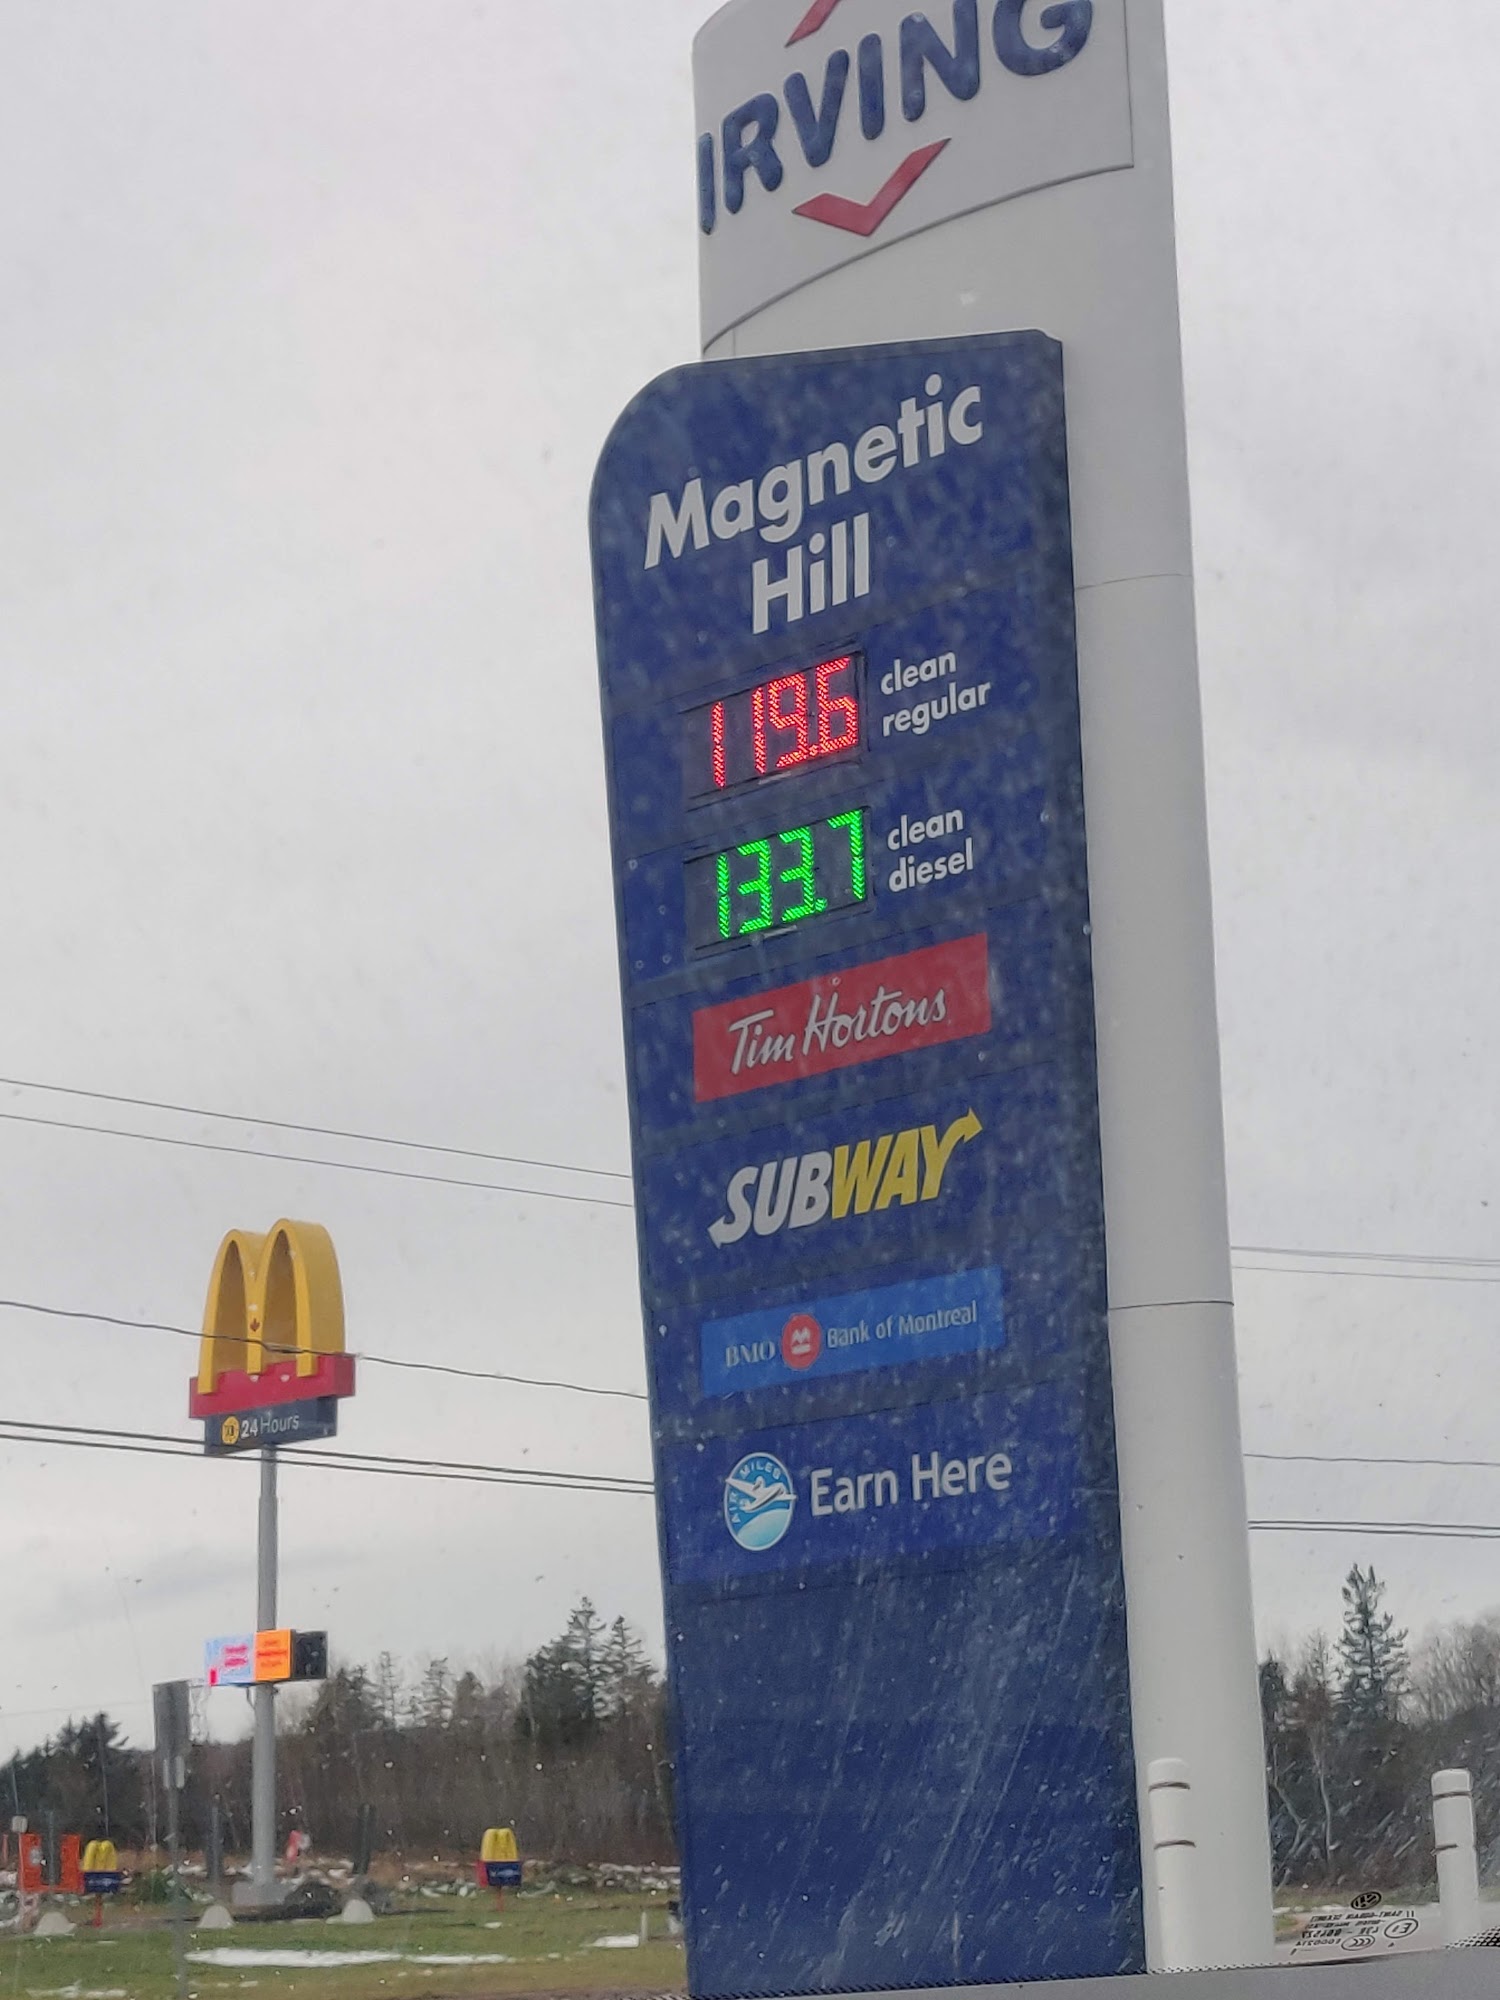 IRVING
Magnetic
Hill
119.6
clean
regular
133.7
clean
diesel
Tim Hortons
SUBWAY
BMO Bank of Montreal
AIR MILES
Earn Here
24 Hours